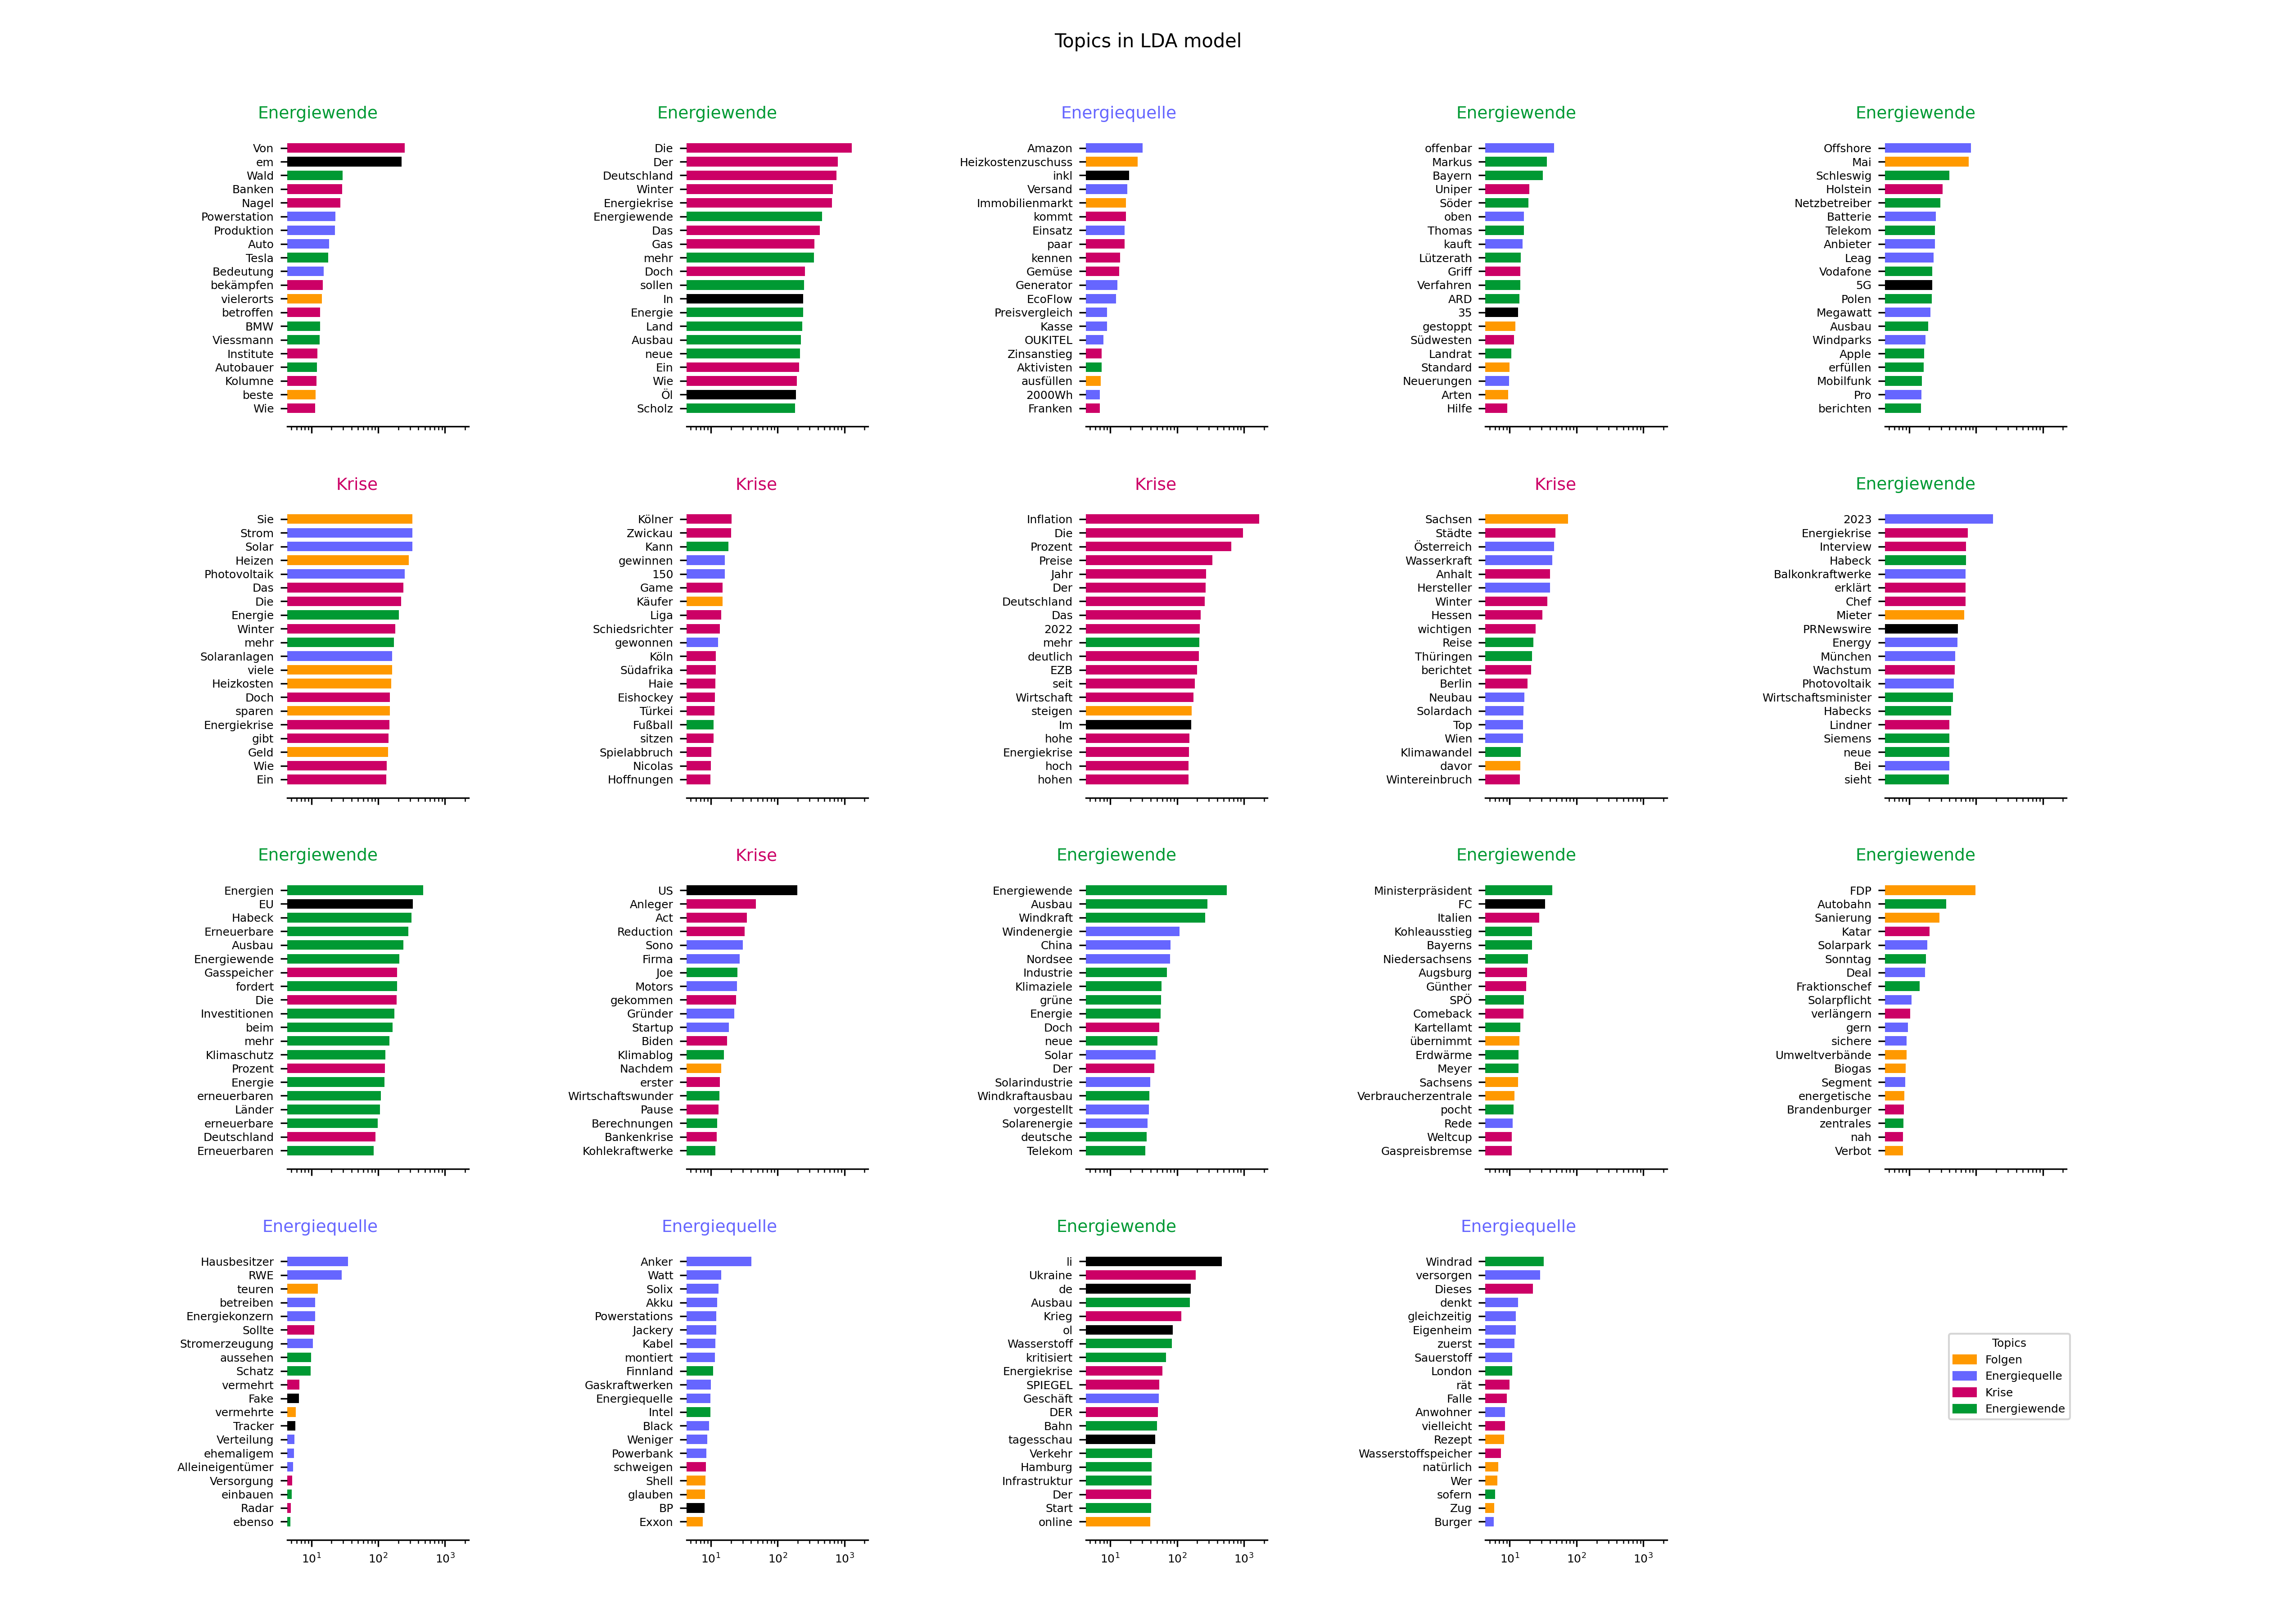 Topics in LDA model
Energiewende
Von
em
Wald
Banken
Nagel
Powerstation
Produktion
Auto
Tesla
Bedeutung
bekämpfen
vielerorts
betroffen
BMW
Viessmann
Institute
Autobauer
Kolumne
beste
Wie
Energiewende
Die
Der
Deutschland
Winter
Energiekrise
Energiewende
Das
Gas
mehr
Doch
sollen
In
Energie
Land
Ausbau
neue
Ein
Wie
Öl
Scholz
Energiequelle
Amazon
Heizkostenzuschuss
inkl
Versand
Immobilienmarkt
kommt
Einsatz
paar
kennen
Gemüse
Generator
EcoFlow
Preisvergleich
Kasse
OUKITEL
Zinsanstieg
Aktivisten
ausfüllen
2000Wh
Franken
Energiewende
offenbar
Markus
Bayern
Uniper
Söder
oben
Thomas
kauft
Lützerath
Griff
Verfahren
ARD
35
gestoppt
Südwesten
Landrat
Standard
Neuerungen
Arten
Hilfe
Energiewende
Offshore
Mai
Schleswig
Holstein
Netzbetreiber
Batterie
Telekom
Anbieter
Leag
Vodafone
5G
Polen
Megawatt
Ausbau
Windparks
Apple
erfüllen
Mobilfunk
Pro
berichten
Krise
Sie
Strom
Solar
Heizen
Photovoltaik
Das
Die
Energie
Winter
mehr
Solaranlagen
viele
Heizkosten
Doch
sparen
Energiekrise
gibt
Geld
Wie
Ein
Krise
Kölner
Zwickau
Kann
gewinnen
150
Game
Käufer
Liga
Schiedsrichter
gewonnen
Köln
Südafrika
Haie
Eishockey
Türkei
Fußball
sitzen
Spielabbruch
Nicolas
Hoffnungen
Krise
Inflation
Die
Prozent
Preise
Jahr
Der
Deutschland
Das
2022
mehr
deutlich
EZB
seit
Wirtschaft
steigen
Im
hohe
Energiekrise
hoch
hohen
Krise
Sachsen
Städte
Österreich
Wasserkraft
Anhalt
Hersteller
Winter
Hessen
wichtigen
Reise
Thüringen
berichtet
Berlin
Neubau
Solardach
Top
Wien
Klimawandel
davor
Wintereinbruch
Energiewende
2023
Energiekrise
Interview
Habeck
Balkonkraftwerke
erklärt
Chef
Mieter
PRNewswire
Energy
München
Wachstum
Photovoltaik
Wirtschaftsminister
Habecks
Lindner
Siemens
neue
Bei
sieht
Energiewende
Energien
EU
Habeck
Erneuerbare
Ausbau
Energiewende
Gasspeicher
fordert
Die
Investitionen
beim
mehr
Klimaschutz
Prozent
Energie
erneuerbaren
Länder
erneuerbare
Deutschland
Erneuerbaren
Krise
US
Anleger
Act
Reduction
Sono
Firma
Joe
Motors
gekommen
Gründer
Startup
Biden
Klimablog
Nachdem
erster
Wirtschaftswunder
Pause
Berechnungen
Bankenkrise
Kohlekraftwerke
Energiewende
Energiewende
Ausbau
Windkraft
Windenergie
China
Nordsee
Industrie
Klimaziele
grüne
Energie
Doch
neue
Solar
Der
Solarindustrie
Windkraftausbau
vorgestellt
Solarenergie
deutsche
Telekom
Energiewende
Ministerpräsident
FC
Italien
Kohleausstieg
Bayerns
Niedersachsens
Augsburg
Günther
SPÖ
Comeback
Kartellamt
übernimmt
Erdwärme
Meyer
Sachsens
Verbraucherzentrale
pocht
Rede
Weltcup
Gaspreisbremse
Energiewende
FDP
Autobahn
Sanierung
Katar
Solarpark
Sonntag
Deal
Fraktionschef
Solarpflicht
verlängern
gern
sichere
Umweltverbände
Biogas
Segment
energetische
Brandenburger
zentrales
nah
Verbot
Energiequelle
Hausbesitzer
RWE
teuren
betreiben
Energiekonzern
Sollte
Stromerzeugung
aussehen
Schatz
vermehrt
Fake
vermehrte
Tracker
Verteilung
ehemaligem
Alleineigentümer
Versorgung
einbauen
Radar
ebenso
10¹ 10² 10³
Energiequelle
Anker
Watt
Solix
Akku
Powerstations
Jackery
Kabel
montiert
Finnland
Gaskraftwerken
Energiequelle
Intel
Black
Weniger
Powerbank
schweigen
Shell
glauben
BP
Exxon
10¹ 10² 10³
Energiewende
li
Ukraine
de
Ausbau
Krieg
ol
Wasserstoff
kritisiert
Energiekrise
SPIEGEL
Geschäft
DER
Bahn
tagesschau
Verkehr
Hamburg
Infrastruktur
Der
Start
online
10¹ 10² 10³
Energiequelle
Windrad
versorgen
Dieses
denkt
gleichzeitig
Eigenheim
zuerst
Sauerstoff
London
rät
Falle
Anwohner
vielleicht
Rezept
Wasserstoffspeicher
natürlich
Wer
sofern
Zug
Burger
10¹ 10² 10³
Topics
Folgen
Energiequelle
Krise
Energiewende